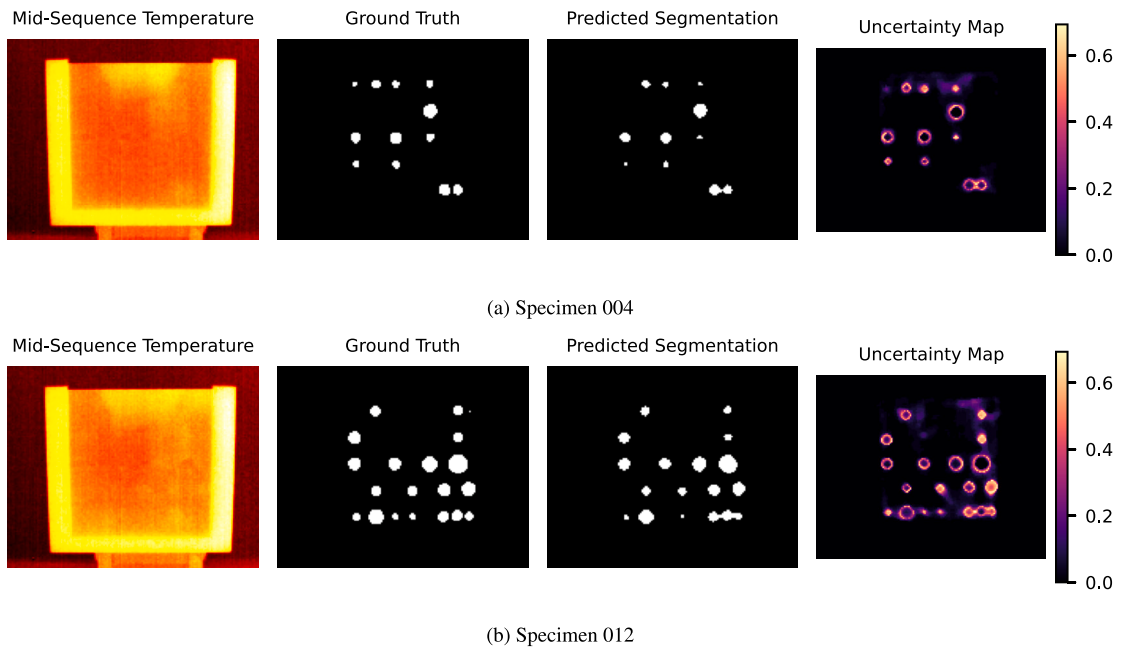 Mid-Sequence Temperature
Ground Truth
Predicted Segmentation
Uncertainty Map
0.6
0.4
0.2
0.0
(a) Specimen 004
Mid-Sequence Temperature
Ground Truth
Predicted Segmentation
Uncertainty Map
0.6
0.4
0.2
0.0
(b) Specimen 012